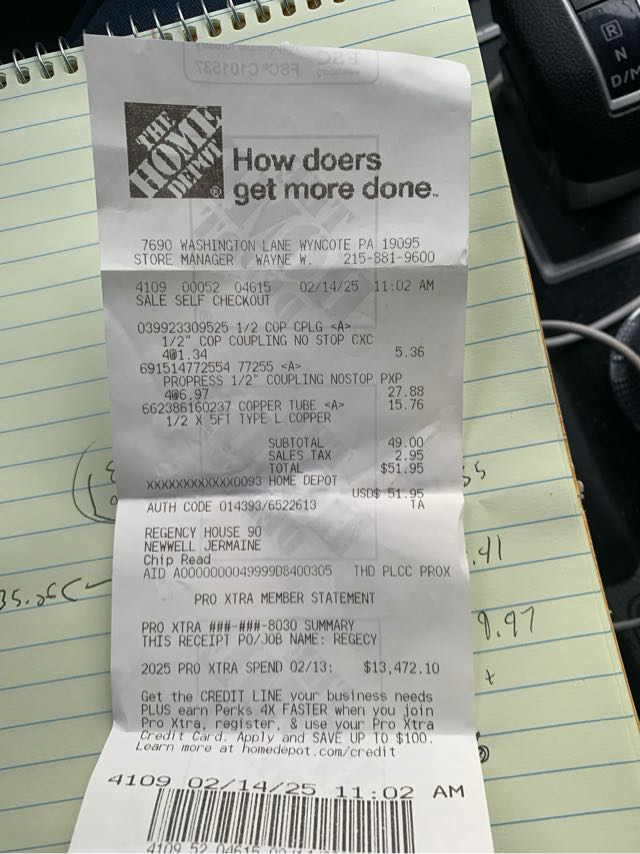 FSC® C101537
THE
HOME
DEPOT
How doers
get more done.™
7690 WASHINGTON LANE WYNCOTE PA 19095
STORE MANAGER WAYNE W. 215-881-9600
4109 00052 04615 02/14/25 11:02 AM
SALE SELF CHECKOUT
039923309525 1/2 COP CPLG <A>
1/2" COP COUPLING NO STOP CXC
4@1.34 5.36
691514772554 77255 <A>
PROPRESS 1/2" COUPLING NOSTOP PXP
4@6.97 27.88
662386160237 COPPER TUBE <A> 15.76
1/2 X 5FT TYPE L COPPER
SUBTOTAL 49.00
SALES TAX 2.95
TOTAL $51.95
XXXXXXXXXXXX0093 HOME DEPOT
USD$ 51.95
AUTH CODE 014393/6522613 TA
REGENCY HOUSE 90
NEWWELL JERMAINE
Chip Read
AID A0000000049999D8400305 THD PLCC PROX
PRO XTRA MEMBER STATEMENT
PRO XTRA ###-###-8030 SUMMARY
THIS RECEIPT PO/JOB NAME: REGECY
2025 PRO XTRA SPEND 02/13: $13,472.10
Get the CREDIT LINE your business needs
PLUS earn Perks 4X FASTER when you join
Pro Xtra, register, & use your Pro Xtra
Credit Card. Apply and SAVE UP TO $100.
Learn more at homedepot.com/credit
4109 02/14/25 11:02 AM
4109 52 04615
R
N
D/M
.41